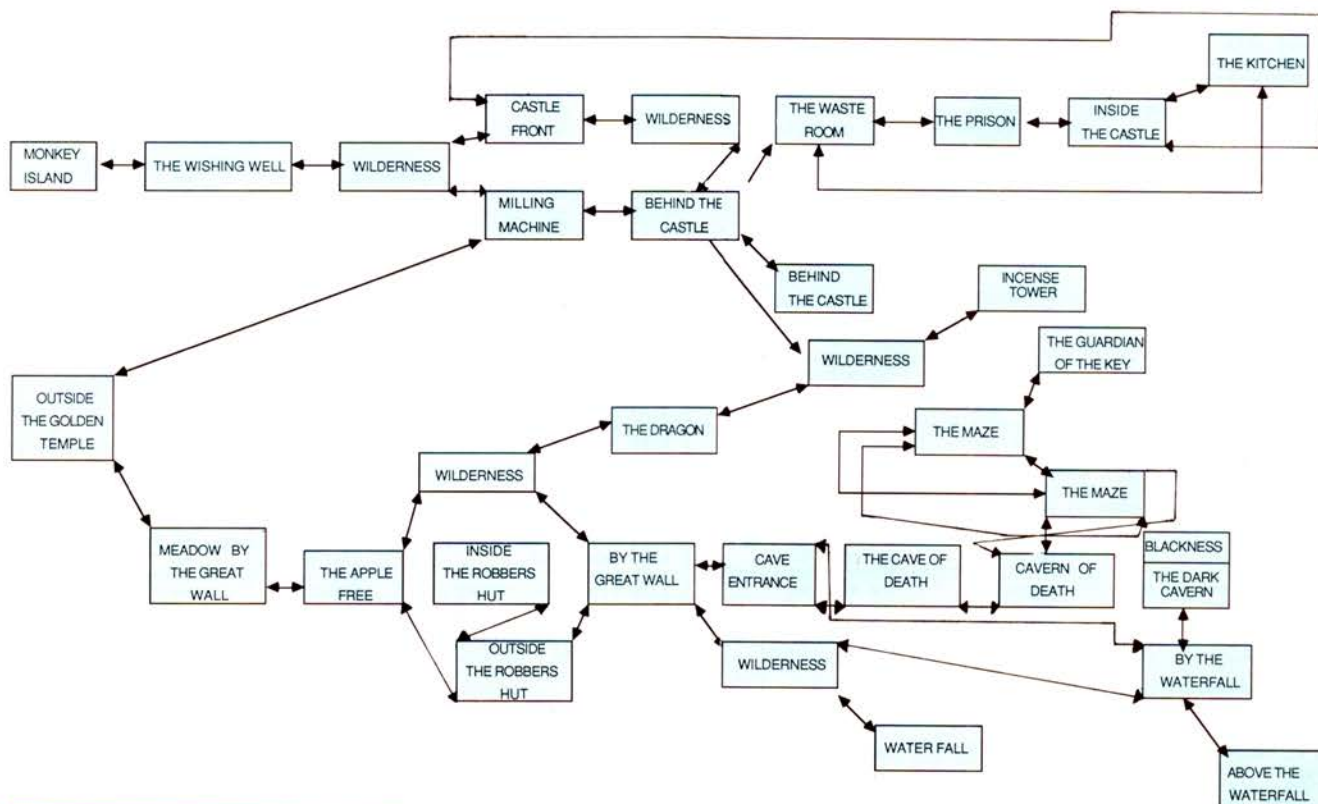 THE KITCHEN
CASTLE
FRONT
WILDERNESS
THE WASTE
ROOM
THE PRISON
INSIDE
THE CASTLE
MONKEY
ISLAND
THE WISHING WELL
WILDERNESS
MILLING
MACHINE
BEHIND THE
CASTLE
BEHIND
THE CASTLE
INCENSE
TOWER
WILDERNESS
THE GUARDIAN
OF THE KEY
OUTSIDE
THE GOLDEN
TEMPLE
THE DRAGON
THE MAZE
WILDERNESS
THE MAZE
MEADOW BY
THE GREAT
WALL
THE APPLE
FREE
INSIDE
THE ROBBERS
HUT
BY THE
GREAT WALL
CAVE
ENTRANCE
THE CAVE OF
DEATH
CAVERN OF
DEATH
BLACKNESS
THE DARK
CAVERN
OUTSIDE
THE ROBBERS
HUT
WILDERNESS
BY THE
WATERFALL
WATER FALL
ABOVE THE
WATERFALL